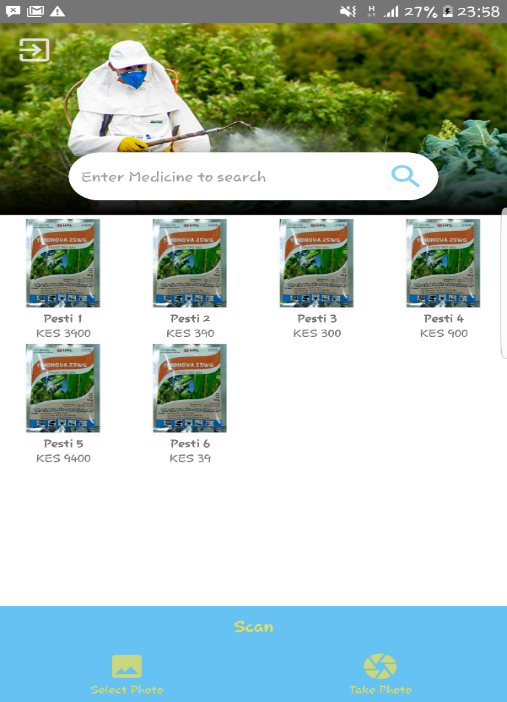 H
27%
23:58
Enter Medicine to search
Pesti 1
KES 3900
Pesti 2
KES 390
Pesti 3
KES 300
Pesti 4
KES 900
Pesti 5
KES 9400
Pesti 6
KES 39
Scan
Select Photo
Take Photo